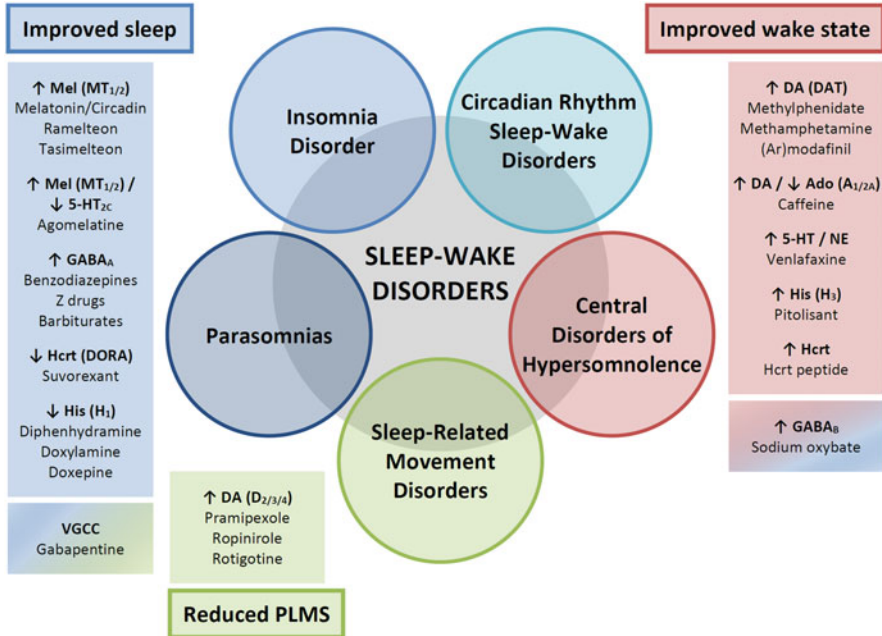 Improved sleep
↑ Mel (MT1/2)
Melatonin/Circadin
Ramelteon
Tasimelteon
↑ Mel (MT1/2) /
↓ 5-HT2C
Agomelatine
↑ GABAA
Benzodiazepines
Z drugs
Barbiturates
↓ Hcrt (DORA)
Suvorexant
↓ His (H1)
Diphenhydramine
Doxylamine
Doxepine
VGCC
Gabapentine
Insomnia
Disorder
Circadian Rhythm
Sleep-Wake
Disorders
SLEEP-WAKE
DISORDERS
Parasomnias
Central
Disorders of
Hypersomnolence
Sleep-Related
Movement
Disorders
↑ DA (D2/3/4)
Pramipexole
Ropinirole
Rotigotine
Reduced PLMS
Improved wake state
↑ DA (DAT)
Methylphenidate
Methamphetamine
(Ar)modafinil
↑ DA / ↓ Ado (A1/2A)
Caffeine
↑ 5-HT / NE
Venlafaxine
↑ His (H3)
Pitolisant
↑ Hcrt
Hcrt peptide
↑ GABAB
Sodium oxybate